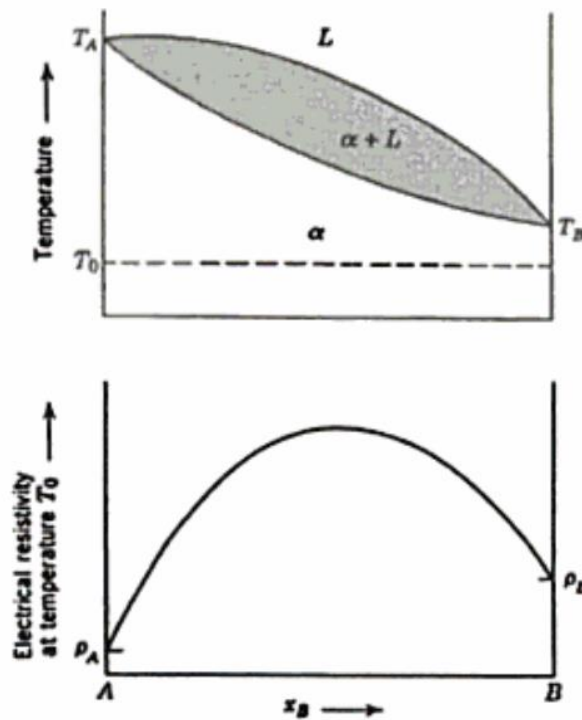 T_A
L
α + L
Temperature
α
T_B
T_0
Electrical resistivity
at temperature T_0
ρ_A
A
x_B
B